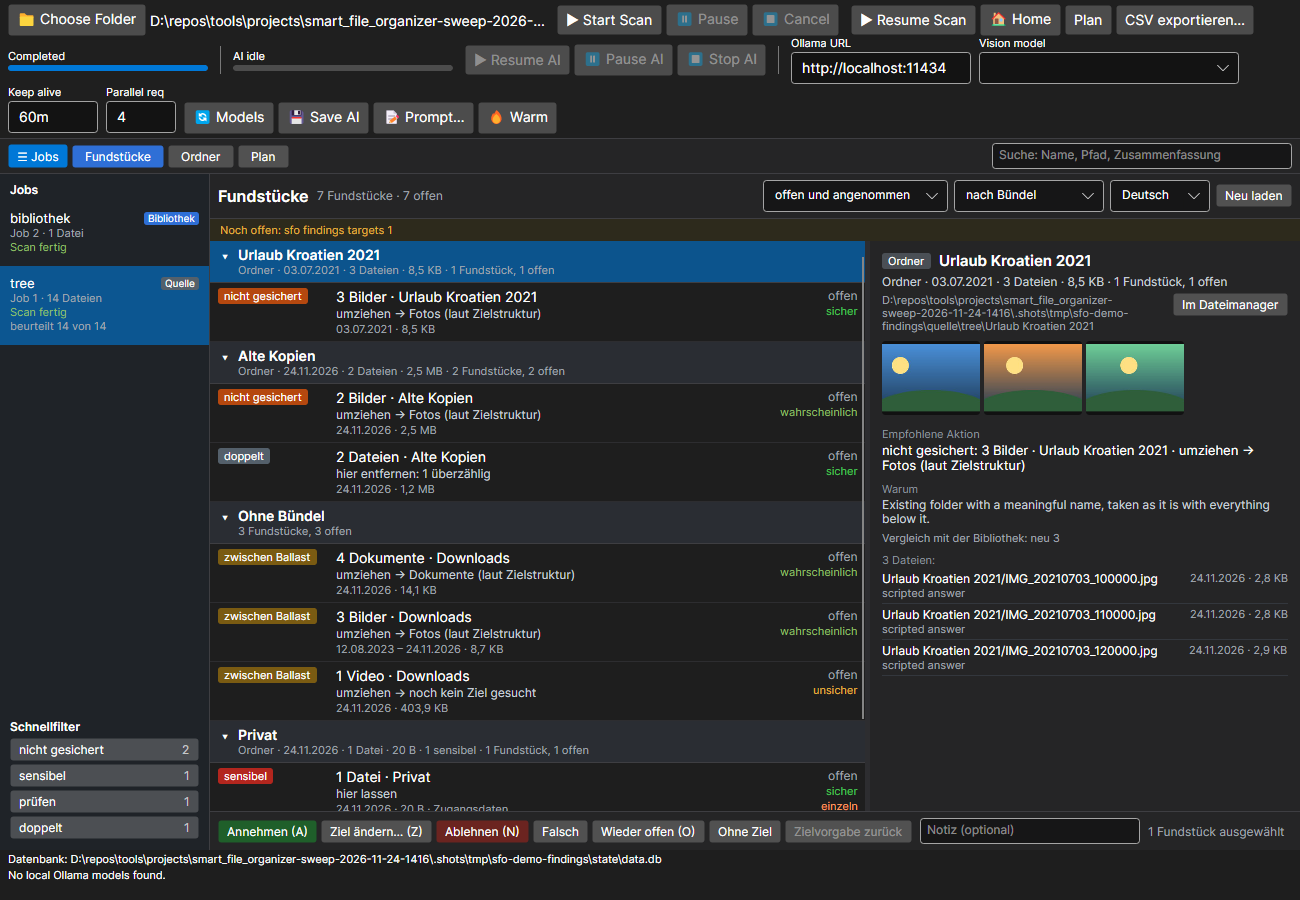 Choose Folder D:\repos\tools\projects\smart_file_organizer-sweep-2026-... Start Scan Pause Cancel Resume Scan Home Plan CSV exportieren...
Completed AI idle Resume AI Pause AI Stop AI
Ollama URL Vision model
http://localhost:11434
Keep alive Parallel req
60m 4 Models Save AI Prompt... Warm
☰ Jobs Fundstücke Ordner Plan Suche: Name, Pfad, Zusammenfassung
Jobs
bibliothek Bibliothek
Job 2 · 1 Datei
Scan fertig
tree Quelle
Job 1 · 14 Dateien
Scan fertig
beurteilt 14 von 14
Schnellfilter
nicht gesichert 2
sensibel 1
prüfen 1
doppelt 1
Fundstücke 7 Fundstücke · 7 offen offen und angenommen nach Bündel Deutsch Neu laden
Noch offen: sfo findings targets 1
Urlaub Kroatien 2021
Ordner · 03.07.2021 · 3 Dateien · 8,5 KB · 1 Fundstück, 1 offen
nicht gesichert 3 Bilder · Urlaub Kroatien 2021 offen
umziehen → Fotos (laut Zielstruktur) sicher
03.07.2021 · 8,5 KB
Alte Kopien
Ordner · 24.11.2026 · 2 Dateien · 2,5 MB · 2 Fundstücke, 2 offen
nicht gesichert 2 Bilder · Alte Kopien offen
umziehen → Fotos (laut Zielstruktur) wahrscheinlich
24.11.2026 · 2,5 MB
doppelt 2 Dateien · Alte Kopien offen
hier entfernen: 1 überzählig sicher
24.11.2026 · 1,2 MB
Ohne Bündel
3 Fundstücke, 3 offen
zwischen Ballast 4 Dokumente · Downloads offen
umziehen → Dokumente (laut Zielstruktur) wahrscheinlich
24.11.2026 · 14,1 KB
zwischen Ballast 3 Bilder · Downloads offen
umziehen → Fotos (laut Zielstruktur) wahrscheinlich
12.08.2023 – 24.11.2026 · 8,7 KB
zwischen Ballast 1 Video · Downloads offen
umziehen → noch kein Ziel gesucht unsicher
24.11.2026 · 403,9 KB
Privat
Ordner · 24.11.2026 · 1 Datei · 20 B · 1 sensibel · 1 Fundstück, 1 offen
sensibel 1 Datei · Privat offen
hier lassen sicher
24.11.2026 · 20 B · Zugangsdaten einzeln
Ordner Urlaub Kroatien 2021
Ordner · 03.07.2021 · 3 Dateien · 8,5 KB · 1 Fundstück, 1 offen
D:\repos\tools\projects\smart_file_organizer-
sweep-2026-11-24-1416\.shots\tmp\sfo-demo-
findings\quelle\tree\Urlaub Kroatien 2021
Im Dateimanager
Empfohlene Aktion
nicht gesichert: 3 Bilder · Urlaub Kroatien 2021 · umziehen →
Fotos (laut Zielstruktur)
Warum
Existing folder with a meaningful name, taken as it is with everything
below it.
Vergleich mit der Bibliothek: neu 3
3 Dateien:
Urlaub Kroatien 2021/IMG_20210703_100000.jpg 24.11.2026 · 2,8 KB
scripted answer
Urlaub Kroatien 2021/IMG_20210703_110000.jpg 24.11.2026 · 2,8 KB
scripted answer
Urlaub Kroatien 2021/IMG_20210703_120000.jpg 24.11.2026 · 2,9 KB
scripted answer
Annehmen (A) Ziel ändern... (Z) Ablehnen (N) Falsch Wieder offen (O) Ohne Ziel Zielvorgabe zurück Notiz (optional) 1 Fundstück ausgewählt
Datenbank: D:\repos\tools\projects\smart_file_organizer-sweep-2026-11-24-1416\.shots\tmp\sfo-demo-findings\state\data.db
No local Ollama models found.